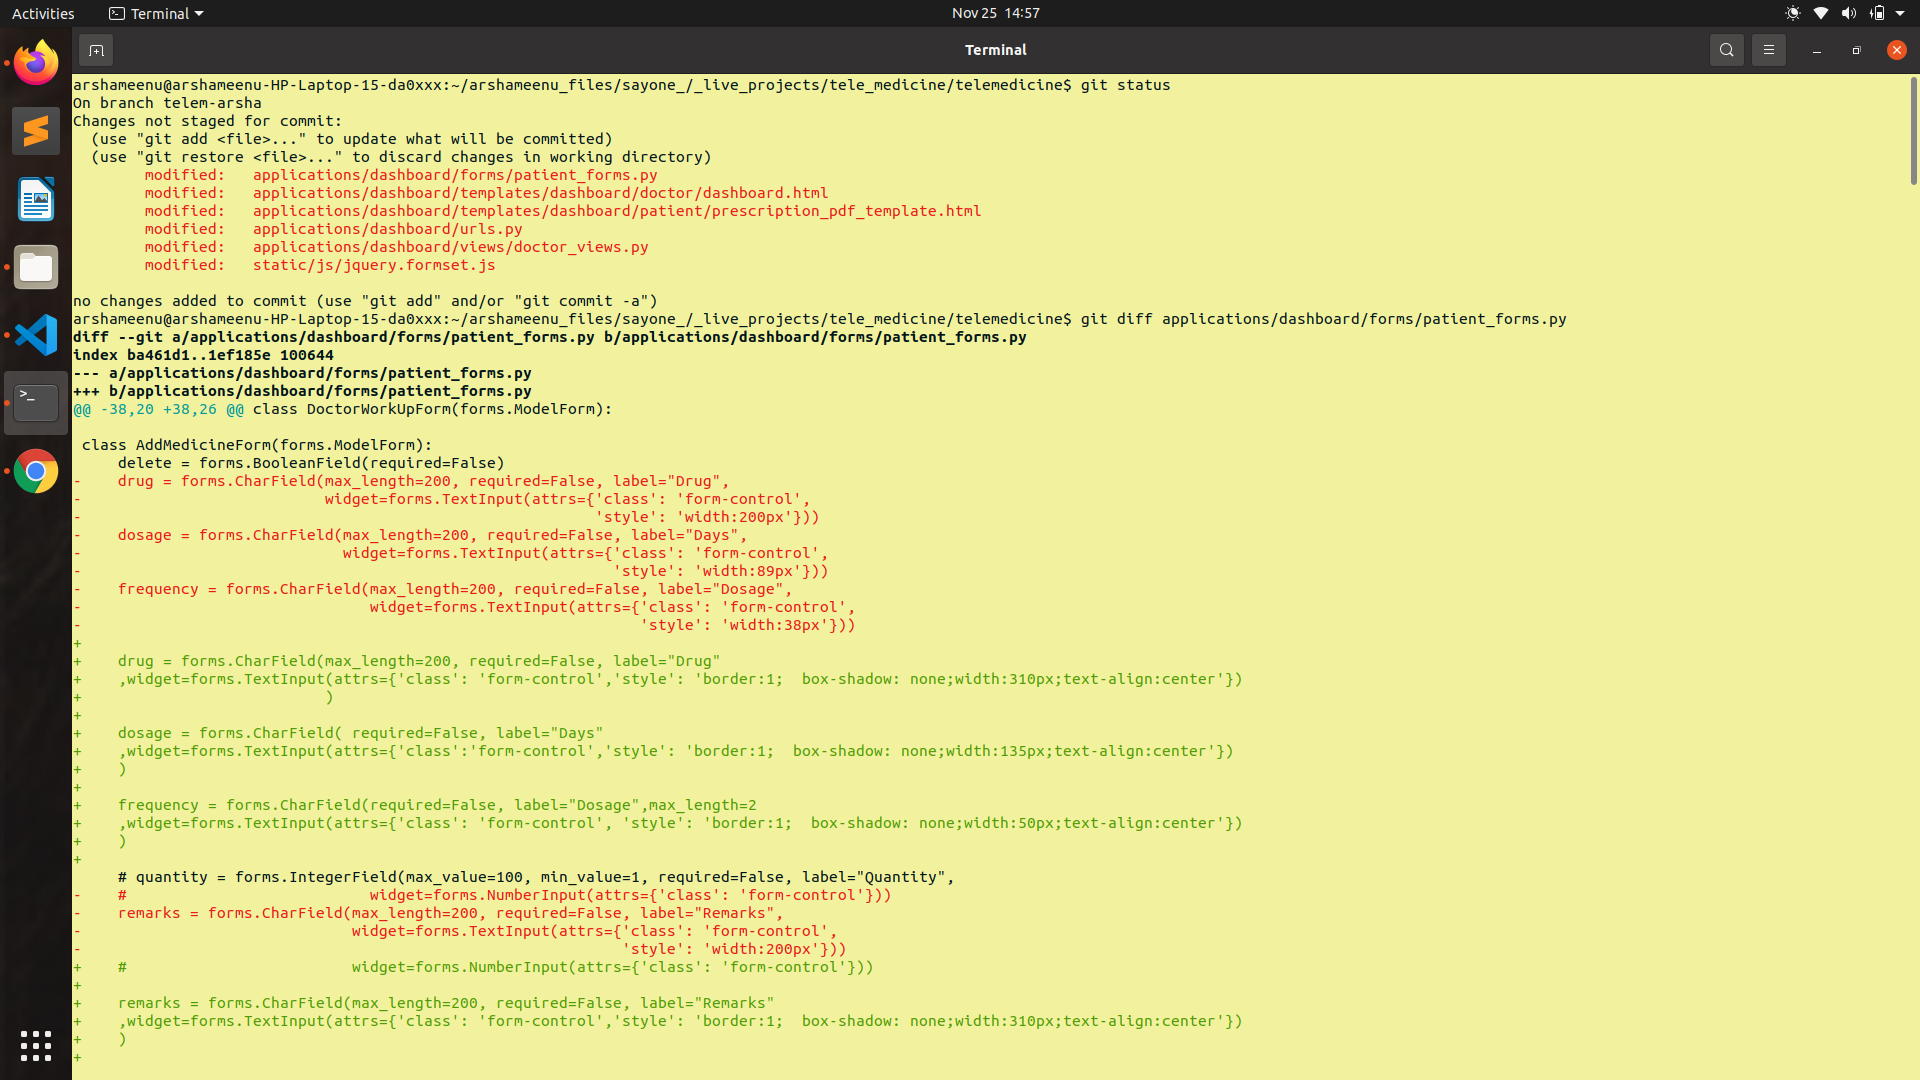 Activities
Terminal
Nov 25 14:57
Terminal
arshameenu@arshameenu-HP-Laptop-15-da0xxx:~/arshameenu_files/sayone_/_live_projects/tele_medicine/telemedicine$ git status
On branch telem-arsha
Changes not staged for commit:
  (use "git add <file>..." to update what will be committed)
  (use "git restore <file>..." to discard changes in working directory)
        modified:   applications/dashboard/forms/patient_forms.py
        modified:   applications/dashboard/templates/dashboard/doctor/dashboard.html
        modified:   applications/dashboard/templates/dashboard/patient/prescription_pdf_template.html
        modified:   applications/dashboard/urls.py
        modified:   applications/dashboard/views/doctor_views.py
        modified:   static/js/jquery.formset.js
no changes added to commit (use "git add" and/or "git commit -a")
arshameenu@arshameenu-HP-Laptop-15-da0xxx:~/arshameenu_files/sayone_/_live_projects/tele_medicine/telemedicine$ git diff applications/dashboard/forms/patient_forms.py
diff --git a/applications/dashboard/forms/patient_forms.py b/applications/dashboard/forms/patient_forms.py
index ba461d1..1ef185e 100644
--- a/applications/dashboard/forms/patient_forms.py
+++ b/applications/dashboard/forms/patient_forms.py
@@ -38,20 +38,26 @@ class DoctorWorkUpForm(forms.ModelForm):
 class AddMedicineForm(forms.ModelForm):
     delete = forms.BooleanField(required=False)
-    drug = forms.CharField(max_length=200, required=False, label="Drug",
-                           widget=forms.TextInput(attrs={'class': 'form-control',
-                                                         'style': 'width:200px'}))
-    dosage = forms.CharField(max_length=200, required=False, label="Days",
-                             widget=forms.TextInput(attrs={'class': 'form-control',
-                                                           'style': 'width:89px'}))
-    frequency = forms.CharField(max_length=200, required=False, label="Dosage",
-                                widget=forms.TextInput(attrs={'class': 'form-control',
-                                                              'style': 'width:38px'}))
+
+    drug = forms.CharField(max_length=200, required=False, label="Drug"
+    ,widget=forms.TextInput(attrs={'class': 'form-control','style': 'border:1;  box-shadow: none;width:310px;text-align:center'})
+                           )
+
+    dosage = forms.CharField( required=False, label="Days"
+    ,widget=forms.TextInput(attrs={'class':'form-control','style': 'border:1;  box-shadow: none;width:135px;text-align:center'})
+    )
+
+    frequency = forms.CharField(required=False, label="Dosage",max_length=2
+    ,widget=forms.TextInput(attrs={'class': 'form-control', 'style': 'border:1;  box-shadow: none;width:50px;text-align:center'})
+    )
+
     # quantity = forms.IntegerField(max_value=100, min_value=1, required=False, label="Quantity",
-    #                           widget=forms.NumberInput(attrs={'class': 'form-control'}))
-    remarks = forms.CharField(max_length=200, required=False, label="Remarks",
-                              widget=forms.TextInput(attrs={'class': 'form-control',
-                                                            'style': 'width:200px'}))
+    #                         widget=forms.NumberInput(attrs={'class': 'form-control'}))
+
+    remarks = forms.CharField(max_length=200, required=False, label="Remarks"
+    ,widget=forms.TextInput(attrs={'class': 'form-control','style': 'border:1;  box-shadow: none;width:310px;text-align:center'})
+    )
+